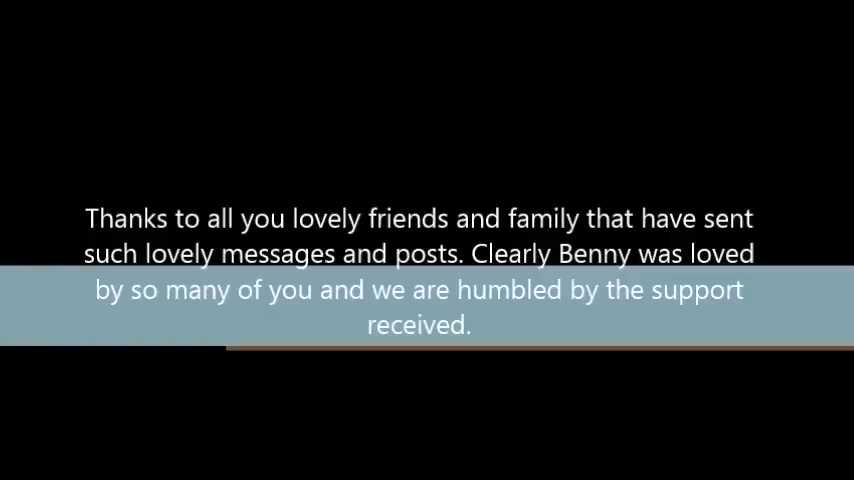 Thanks to all you lovely friends and family that have sent
such lovely messages and posts. Clearly Benny was loved
by so many of you and we are humbled by the support
received.